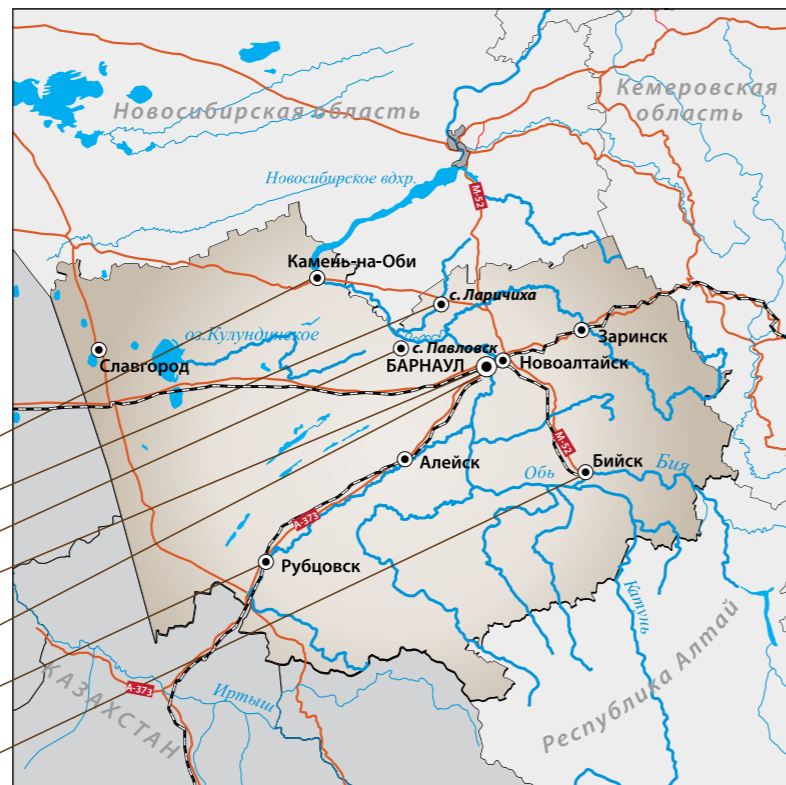 Новосибирская область
Кемеровская
область
Новосибирское вдхр.
М-52
Камень-на-Оби
с. Ларичиха
оз.Кулундинское
Славгород
с. Павловск
БАРНАУЛ
Новоалтайск
Заринск
М-52
Алейск
Обь
Бийск
Бия
А-373
Рубцовск
Катунь
КАЗАХСТАН
А-373
Иртыш
Республика Алтай